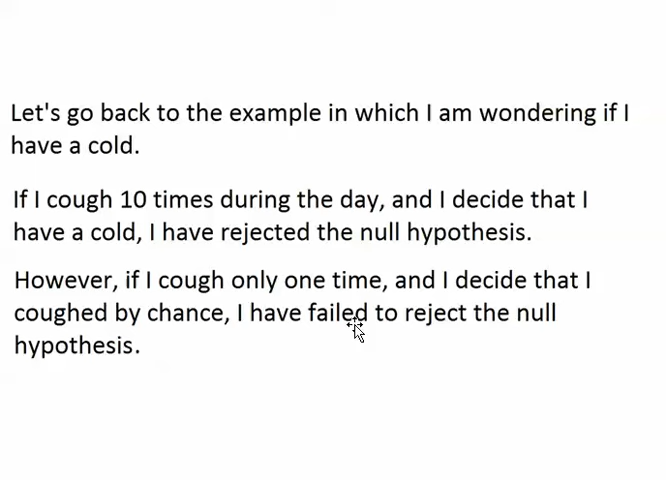 Let's go back to the example in which I am wondering if I
have a cold.
If I cough 10 times during the day, and I decide that I
have a cold, I have rejected the null hypothesis.
However, if I cough only one time, and I decide that I
coughed by chance, I have failed to reject the null
hypothesis.